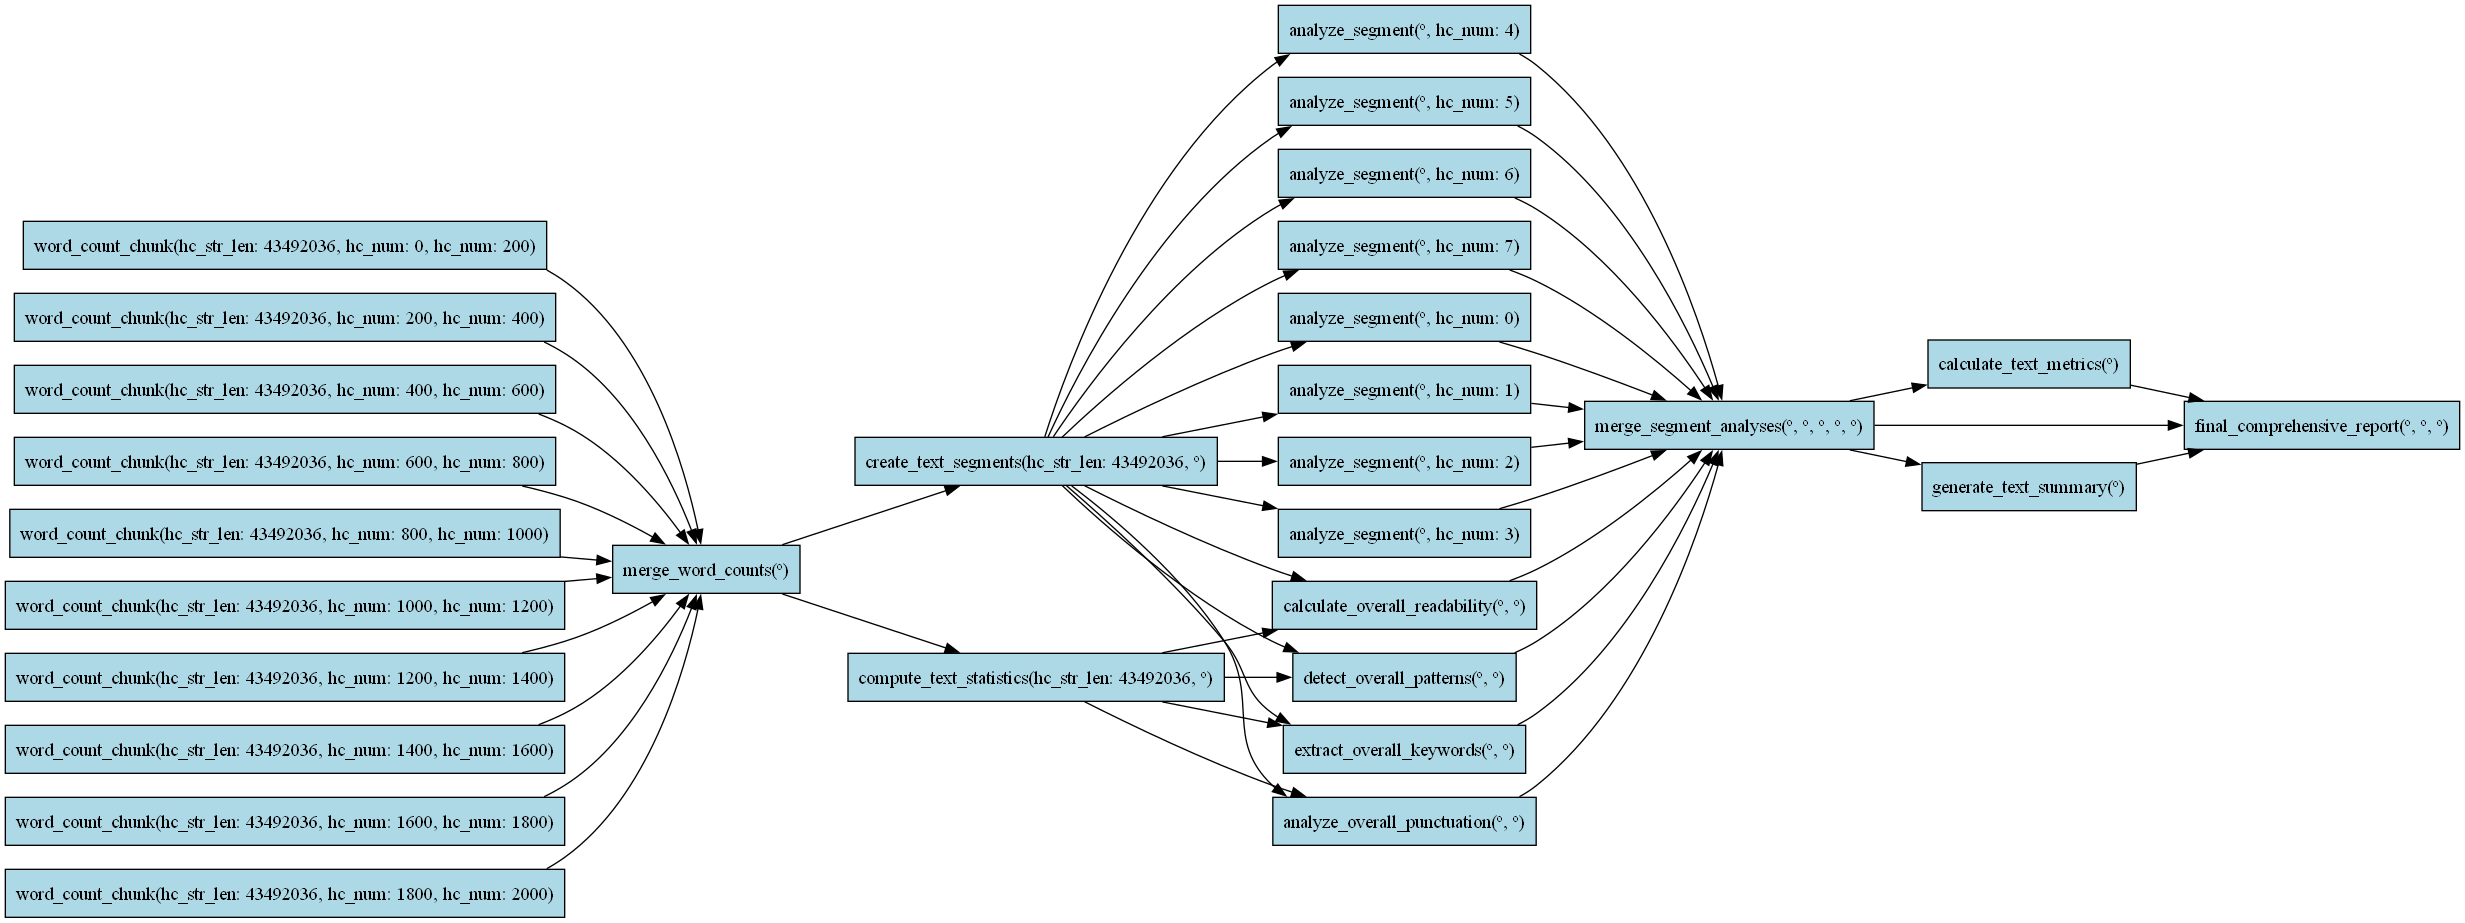 word_count_chunk(hc_str_len: 43492036, hc_num: 0, hc_num: 200)
word_count_chunk(hc_str_len: 43492036, hc_num: 200, hc_num: 400)
word_count_chunk(hc_str_len: 43492036, hc_num: 400, hc_num: 600)
word_count_chunk(hc_str_len: 43492036, hc_num: 600, hc_num: 800)
word_count_chunk(hc_str_len: 43492036, hc_num: 800, hc_num: 1000)
word_count_chunk(hc_str_len: 43492036, hc_num: 1000, hc_num: 1200)
word_count_chunk(hc_str_len: 43492036, hc_num: 1200, hc_num: 1400)
word_count_chunk(hc_str_len: 43492036, hc_num: 1400, hc_num: 1600)
word_count_chunk(hc_str_len: 43492036, hc_num: 1600, hc_num: 1800)
word_count_chunk(hc_str_len: 43492036, hc_num: 1800, hc_num: 2000)
merge_word_counts(°)
create_text_segments(hc_str_len: 43492036, °)
compute_text_statistics(hc_str_len: 43492036, °)
analyze_segment(°, hc_num: 4)
analyze_segment(°, hc_num: 5)
analyze_segment(°, hc_num: 6)
analyze_segment(°, hc_num: 7)
analyze_segment(°, hc_num: 0)
analyze_segment(°, hc_num: 1)
analyze_segment(°, hc_num: 2)
analyze_segment(°, hc_num: 3)
calculate_overall_readability(°, °)
detect_overall_patterns(°, °)
extract_overall_keywords(°, °)
analyze_overall_punctuation(°, °)
merge_segment_analyses(°, °, °, °, °)
calculate_text_metrics(°)
generate_text_summary(°)
final_comprehensive_report(°, °, °)